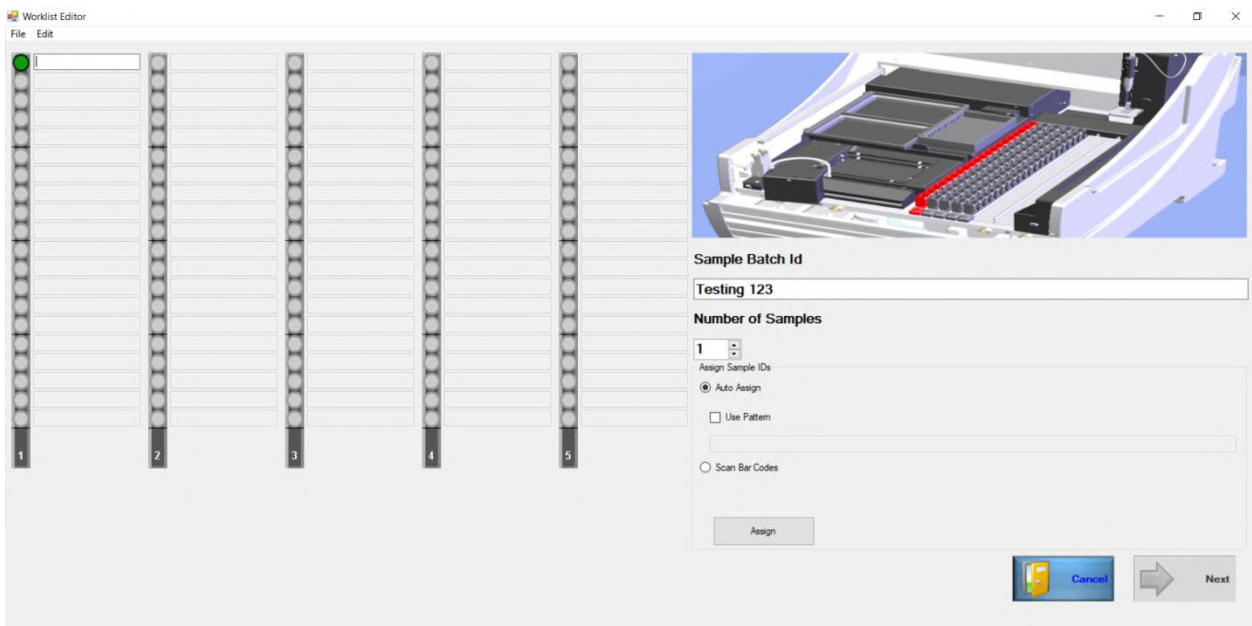 Worklist Editor
File Edit
1 2 3 4 5
Sample Batch Id
Testing 123
Number of Samples
1
Assign Sample IDs
Auto Assign
Use Pattern
Scan Bar Codes
Assign
Cancel
Next